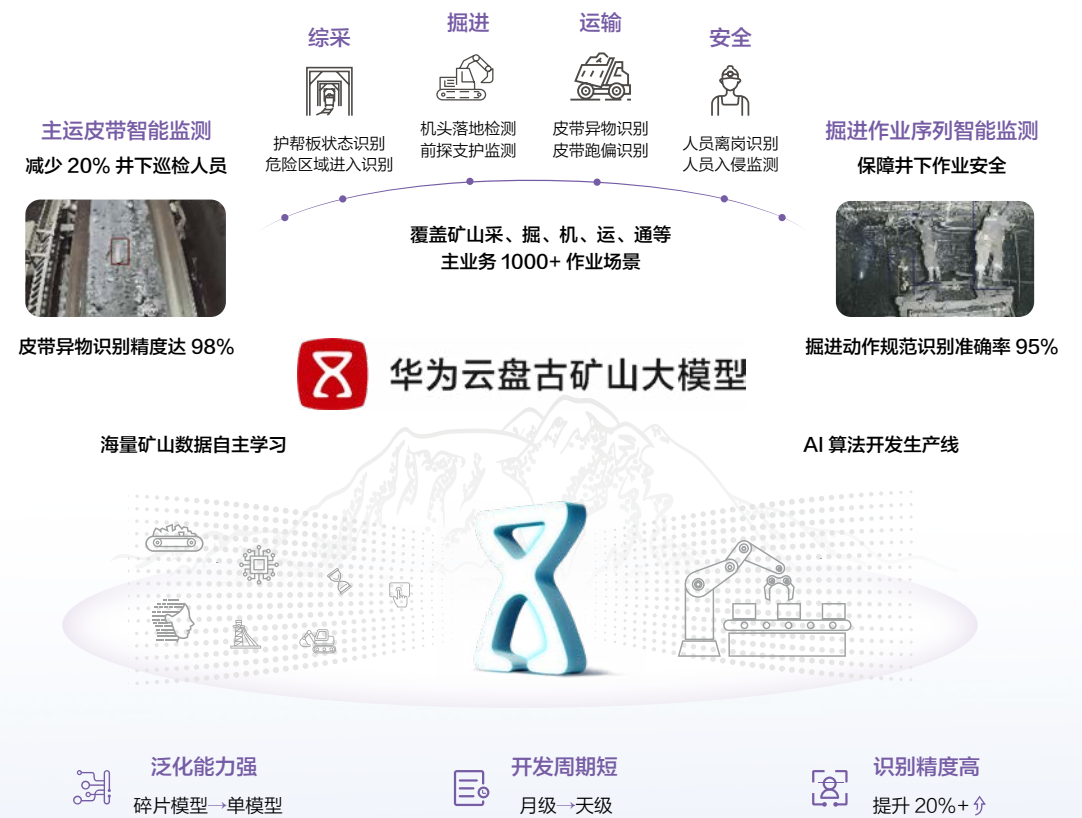 综采
掘进
运输
安全
护帮板状态识别
危险区域进入识别
机头落地检测
前探支护监测
皮带异物识别
皮带跑偏识别
人员离岗识别
人员入侵监测
主运皮带智能监测
减少 20% 井下巡检人员
皮带异物识别精度达 98%
掘进作业序列智能监测
保障井下作业安全
掘进动作规范识别准确率 95%
覆盖矿山采、掘、机、运、通等
主业务 1000+ 作业场景
华为云盘古矿山大模型
海量矿山数据自主学习
AI 算法开发生产线
泛化能力强
碎片模型→单模型
开发周期短
月级→天级
识别精度高
提升 20%+